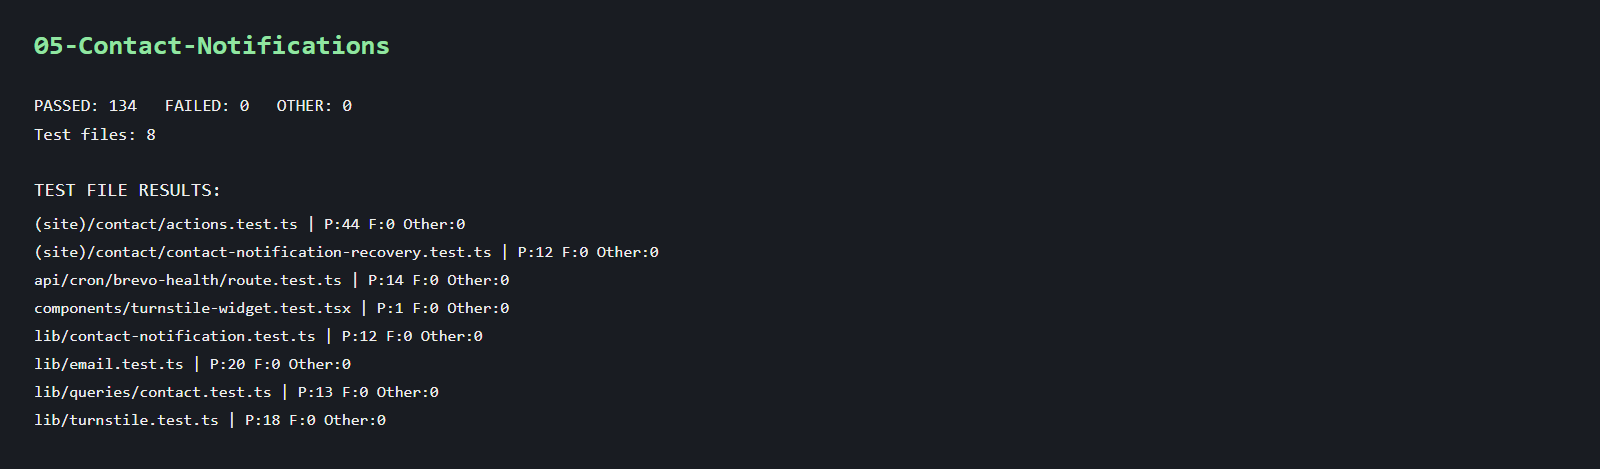 05-Contact-Notifications
PASSED: 134   FAILED: 0   OTHER: 0
Test files: 8
TEST FILE RESULTS:
(site)/contact/actions.test.ts | P:44 F:0 Other:0
(site)/contact/contact-notification-recovery.test.ts | P:12 F:0 Other:0
api/cron/brevo-health/route.test.ts | P:14 F:0 Other:0
components/turnstile-widget.test.tsx | P:1 F:0 Other:0
lib/contact-notification.test.ts | P:12 F:0 Other:0
lib/email.test.ts | P:20 F:0 Other:0
lib/queries/contact.test.ts | P:13 F:0 Other:0
lib/turnstile.test.ts | P:18 F:0 Other:0